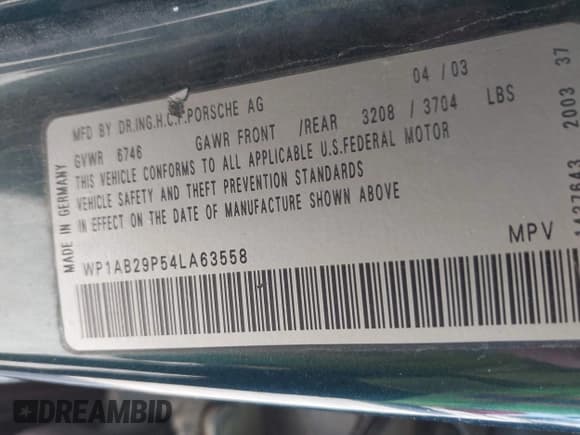 04 / 03
MFD BY DR.ING.H.C.F.PORSCHE AG
GVWR 6746 GAWR FRONT /REAR 3208 / 3704 LBS
THIS VEHICLE CONFORMS TO ALL APPLICABLE U.S.FEDERAL MOTOR
VEHICLE SAFETY AND THEFT PREVENTION STANDARDS
IN EFFECT ON THE DATE OF MANUFACTURE SHOWN ABOVE
WP1AB29P54LA63558
MPV
MADE IN GERMANY
2003 37
DREAMBID